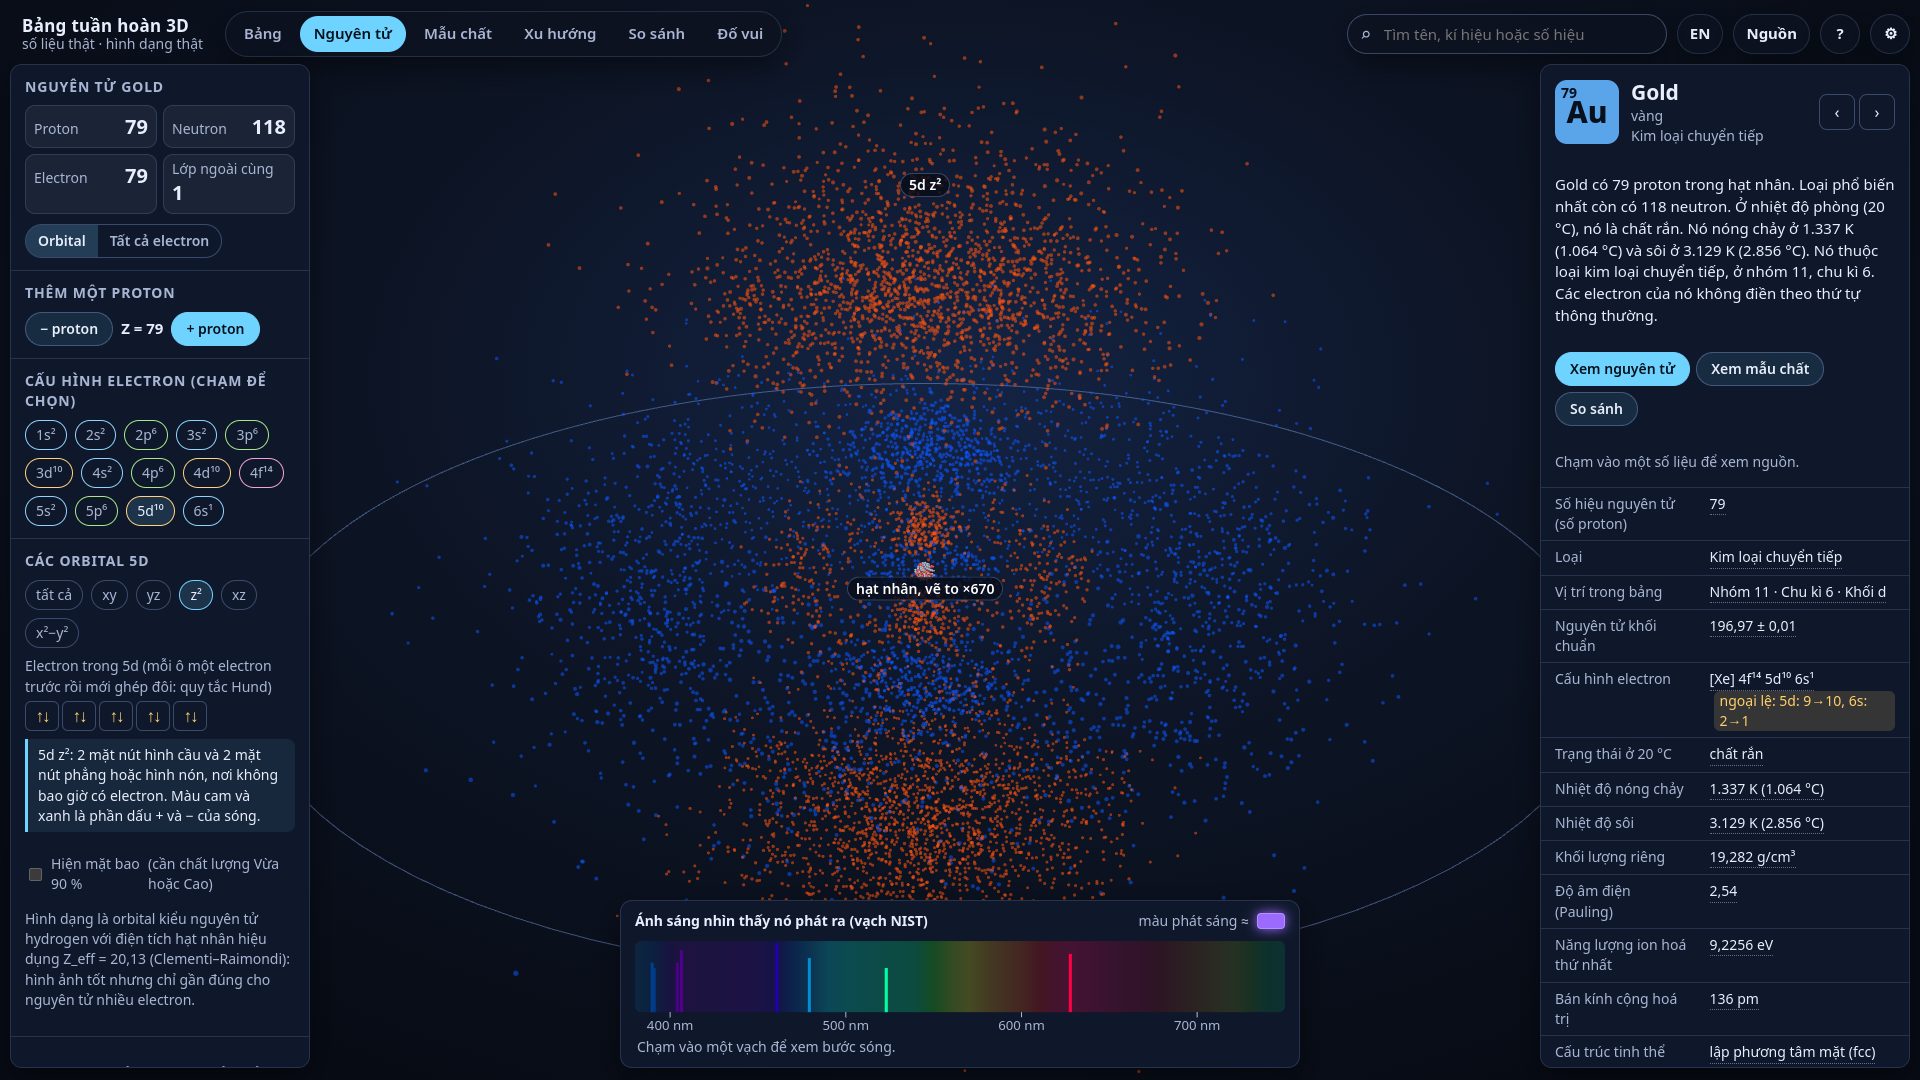 Bảng tuần hoàn 3D
số liệu thật · hình dạng thật
Bảng
Nguyên tử
Mẫu chất
Xu hướng
So sánh
Đố vui
Tìm tên, kí hiệu hoặc số hiệu
EN
Nguồn
?
NGUYÊN TỬ GOLD
Proton 79
Neutron 118
Electron 79
Lớp ngoài cùng
1
Orbital
Tất cả electron
THÊM MỘT PROTON
− proton
Z = 79
+ proton
CẤU HÌNH ELECTRON (CHẠM ĐỂ
CHỌN)
1s² 2s² 2p⁶ 3s² 3p⁶
3d¹⁰ 4s² 4p⁶ 4d¹⁰ 4f¹⁴
5s² 5p⁶ 5d¹⁰ 6s¹
CÁC ORBITAL 5D
tất cả xy yz z² xz
x²−y²
Electron trong 5d (mỗi ô một electron
trước rồi mới ghép đôi: quy tắc Hund)
↑↓ ↑↓ ↑↓ ↑↓ ↑↓
5d z²: 2 mặt nút hình cầu và 2 mặt
nút phẳng hoặc hình nón, nơi không
bao giờ có electron. Màu cam và
xanh là phần dấu + và − của sóng.
Hiện mặt bao
90 %
(cần chất lượng Vừa
hoặc Cao)
Hình dạng là orbital kiểu nguyên tử
hydrogen với điện tích hạt nhân hiệu
dụng Z_eff = 20,13 (Clementi–Raimondi):
hình ảnh tốt nhưng chỉ gần đúng cho
nguyên tử nhiều electron.
5d z²
hạt nhân, vẽ to ×670
Ánh sáng nhìn thấy nó phát ra (vạch NIST)
màu phát sáng ≈
400 nm
500 nm
600 nm
700 nm
Chạm vào một vạch để xem bước sóng.
79
Au
Gold
vàng
Kim loại chuyển tiếp
‹
›
Gold có 79 proton trong hạt nhân. Loại phổ biến
nhất còn có 118 neutron. Ở nhiệt độ phòng (20
°C), nó là chất rắn. Nó nóng chảy ở 1.337 K
(1.064 °C) và sôi ở 3.129 K (2.856 °C). Nó thuộc
loại kim loại chuyển tiếp, ở nhóm 11, chu kì 6.
Các electron của nó không điền theo thứ tự
thông thường.
Xem nguyên tử
Xem mẫu chất
So sánh
Chạm vào một số liệu để xem nguồn.
Số hiệu nguyên tử
(số proton)
79
Loại
Kim loại chuyển tiếp
Vị trí trong bảng
Nhóm 11 · Chu kì 6 · Khối d
Nguyên tử khối
chuẩn
196,97 ± 0,01
Cấu hình electron
[Xe] 4f¹⁴ 5d¹⁰ 6s¹
ngoại lệ: 5d: 9→10, 6s:
2→1
Trạng thái ở 20 °C
chất rắn
Nhiệt độ nóng chảy
1.337 K (1.064 °C)
Nhiệt độ sôi
3.129 K (2.856 °C)
Khối lượng riêng
19,282 g/cm³
Độ âm điện
(Pauling)
2,54
Năng lượng ion hoá
thứ nhất
9,2256 eV
Bán kính cộng hoá
trị
136 pm
Cấu trúc tinh thể
lập phương tâm mặt (fcc)